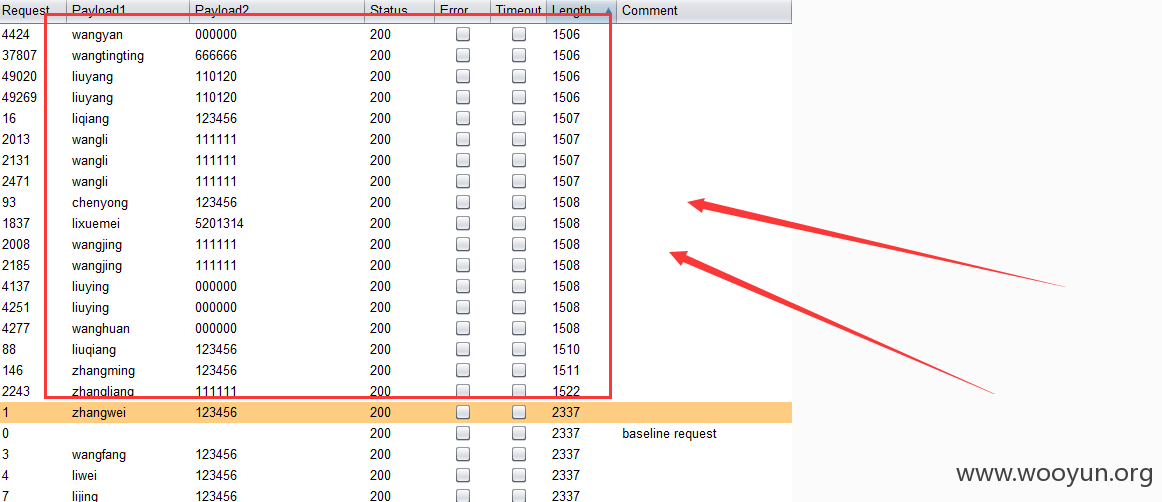 Request Payload1 Payload2 Status Error Timeout Length Comment
4424 wangyan 000000 200 1506
37807 wangtingting 666666 200 1506
49020 liuyang 110120 200 1506
49269 liuyang 110120 200 1506
16 liqiang 123456 200 1507
2013 wangli 111111 200 1507
2131 wangli 111111 200 1507
2471 wangli 111111 200 1507
93 chenyong 123456 200 1508
1837 lixuemei 5201314 200 1508
2008 wangjing 111111 200 1508
2185 wangjing 111111 200 1508
4137 liuying 000000 200 1508
4251 liuying 000000 200 1508
4277 wanghuan 000000 200 1508
88 liuqiang 123456 200 1510
146 zhangming 123456 200 1511
2243 zhangliang 111111 200 1522
1 zhangwei 123456 200 2337
0 200 2337 baseline request
3 wangfang 123456 200 2337
4 liwei 123456 200 2337
7 lijing 123456 200 2337
www.wooyun.org